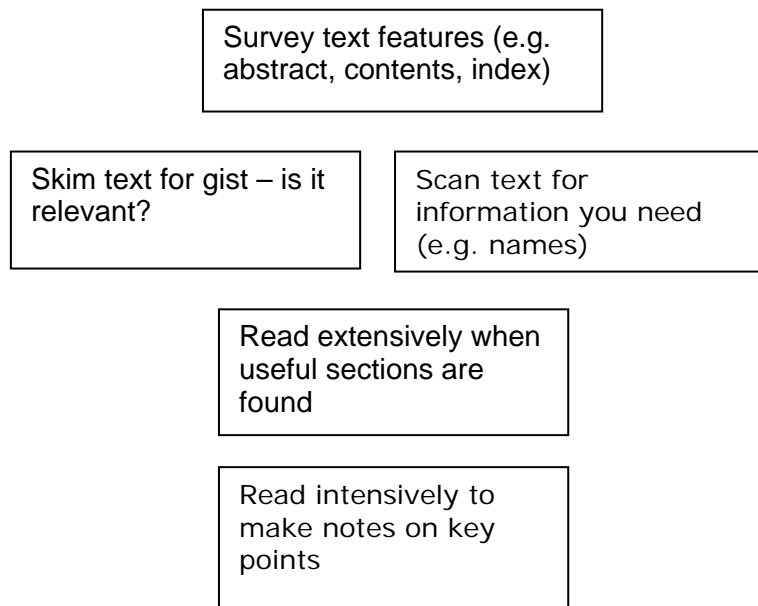 Survey text features (e.g.
abstract, contents, index)
Skim text for gist – is it
relevant?
Scan text for
information you need
(e.g. names)
Read extensively when
useful sections are
found
Read intensively to
make notes on key
points